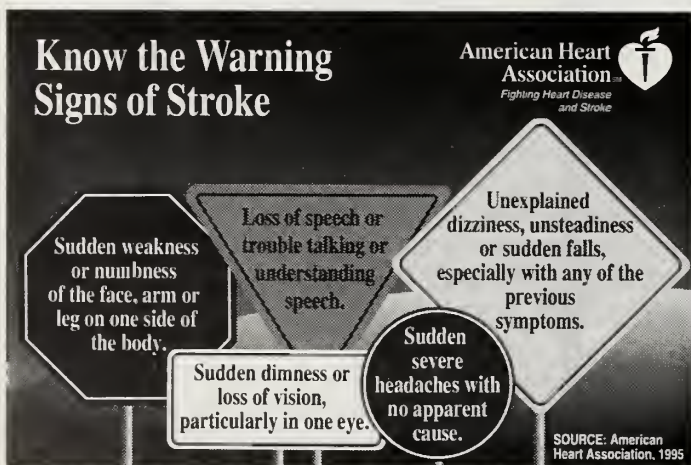 Know the Warning
Signs of Stroke
American Heart
Association℠
Fighting Heart Disease
and Stroke
Sudden weakness
or numbness
of the face, arm or
leg on one side of
the body.
Loss of speech or
trouble talking or
understanding
speech.
Unexplained
dizziness, unsteadiness
or sudden falls,
especially with any of the
previous
symptoms.
Sudden dimness or
loss of vision,
particularly in one eye.
Sudden
severe
headaches with
no apparent
cause.
SOURCE: American
Heart Association, 1995